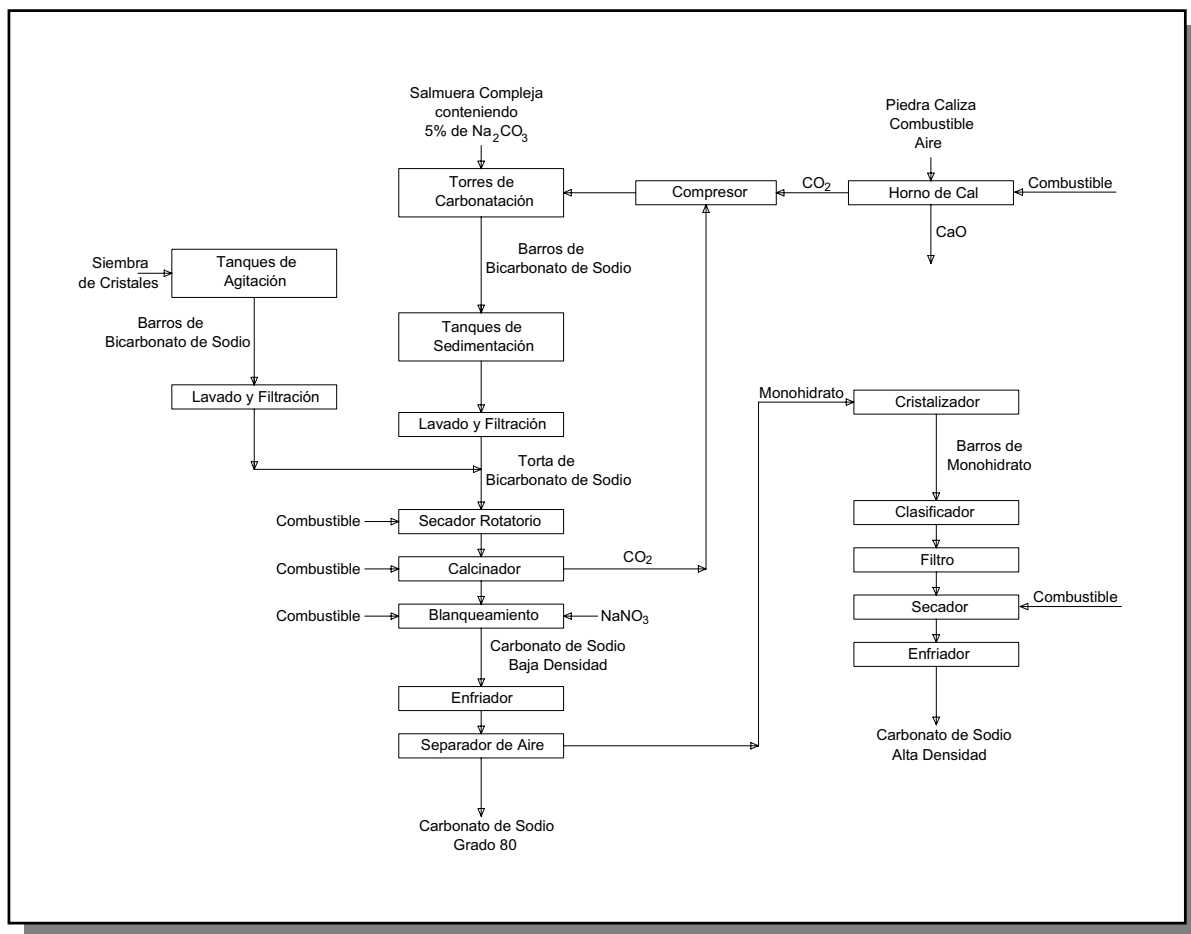 Salmuera Compleja
conteniendo
5% de Na2CO3
Piedra Caliza
Combustible
Aire
Torres de
Carbonatación
Compresor
CO2
Horno de Cal
Combustible
CaO
Siembra
de Cristales
Tanques de
Agitación
Barros de
Bicarbonato de Sodio
Barros de
Bicarbonato de Sodio
Tanques de
Sedimentación
Lavado y Filtración
Lavado y Filtración
Monohidrato
Cristalizador
Barros de
Monohidrato
Torta de
Bicarbonato de Sodio
Combustible
Secador Rotatorio
Clasificador
Combustible
Calcinador
CO2
Filtro
Combustible
Blanqueamiento
NaNO3
Secador
Combustible
Carbonato de Sodio
Baja Densidad
Enfriador
Enfriador
Separador de Aire
Carbonato de Sodio
Alta Densidad
Carbonato de Sodio
Grado 80